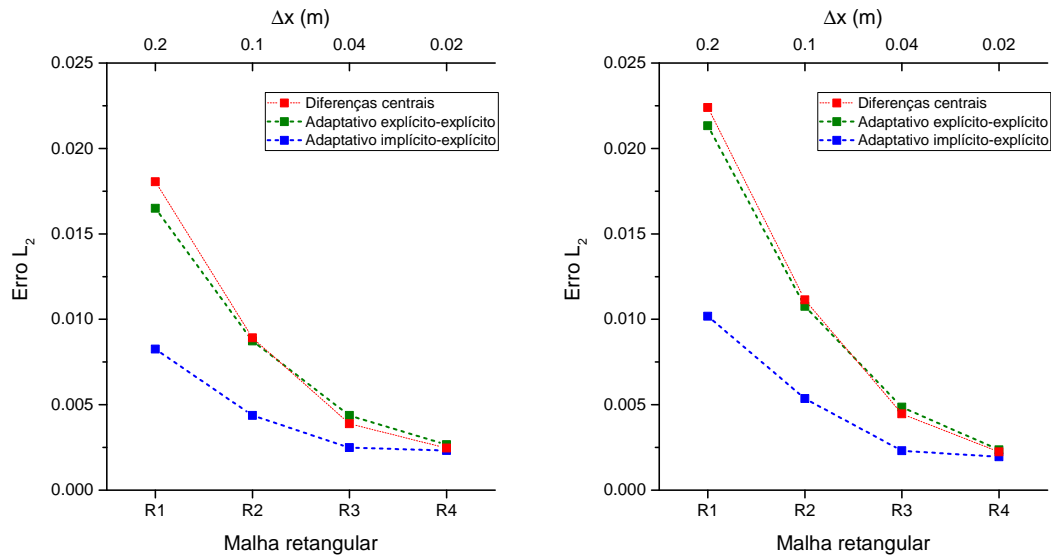 Δx (m)
0.2 0.1 0.04 0.02
0.025
0.020
0.015
0.010
0.005
0.000
Erro L2
Diferenças centrais
Adaptativo explícito-explícito
Adaptativo implícito-explícito
R1 R2 R3 R4
Malha retangular
Δx (m)
0.2 0.1 0.04 0.02
0.025
0.020
0.015
0.010
0.005
0.000
Erro L2
Diferenças centrais
Adaptativo explícito-explícito
Adaptativo implícito-explícito
R1 R2 R3 R4
Malha retangular